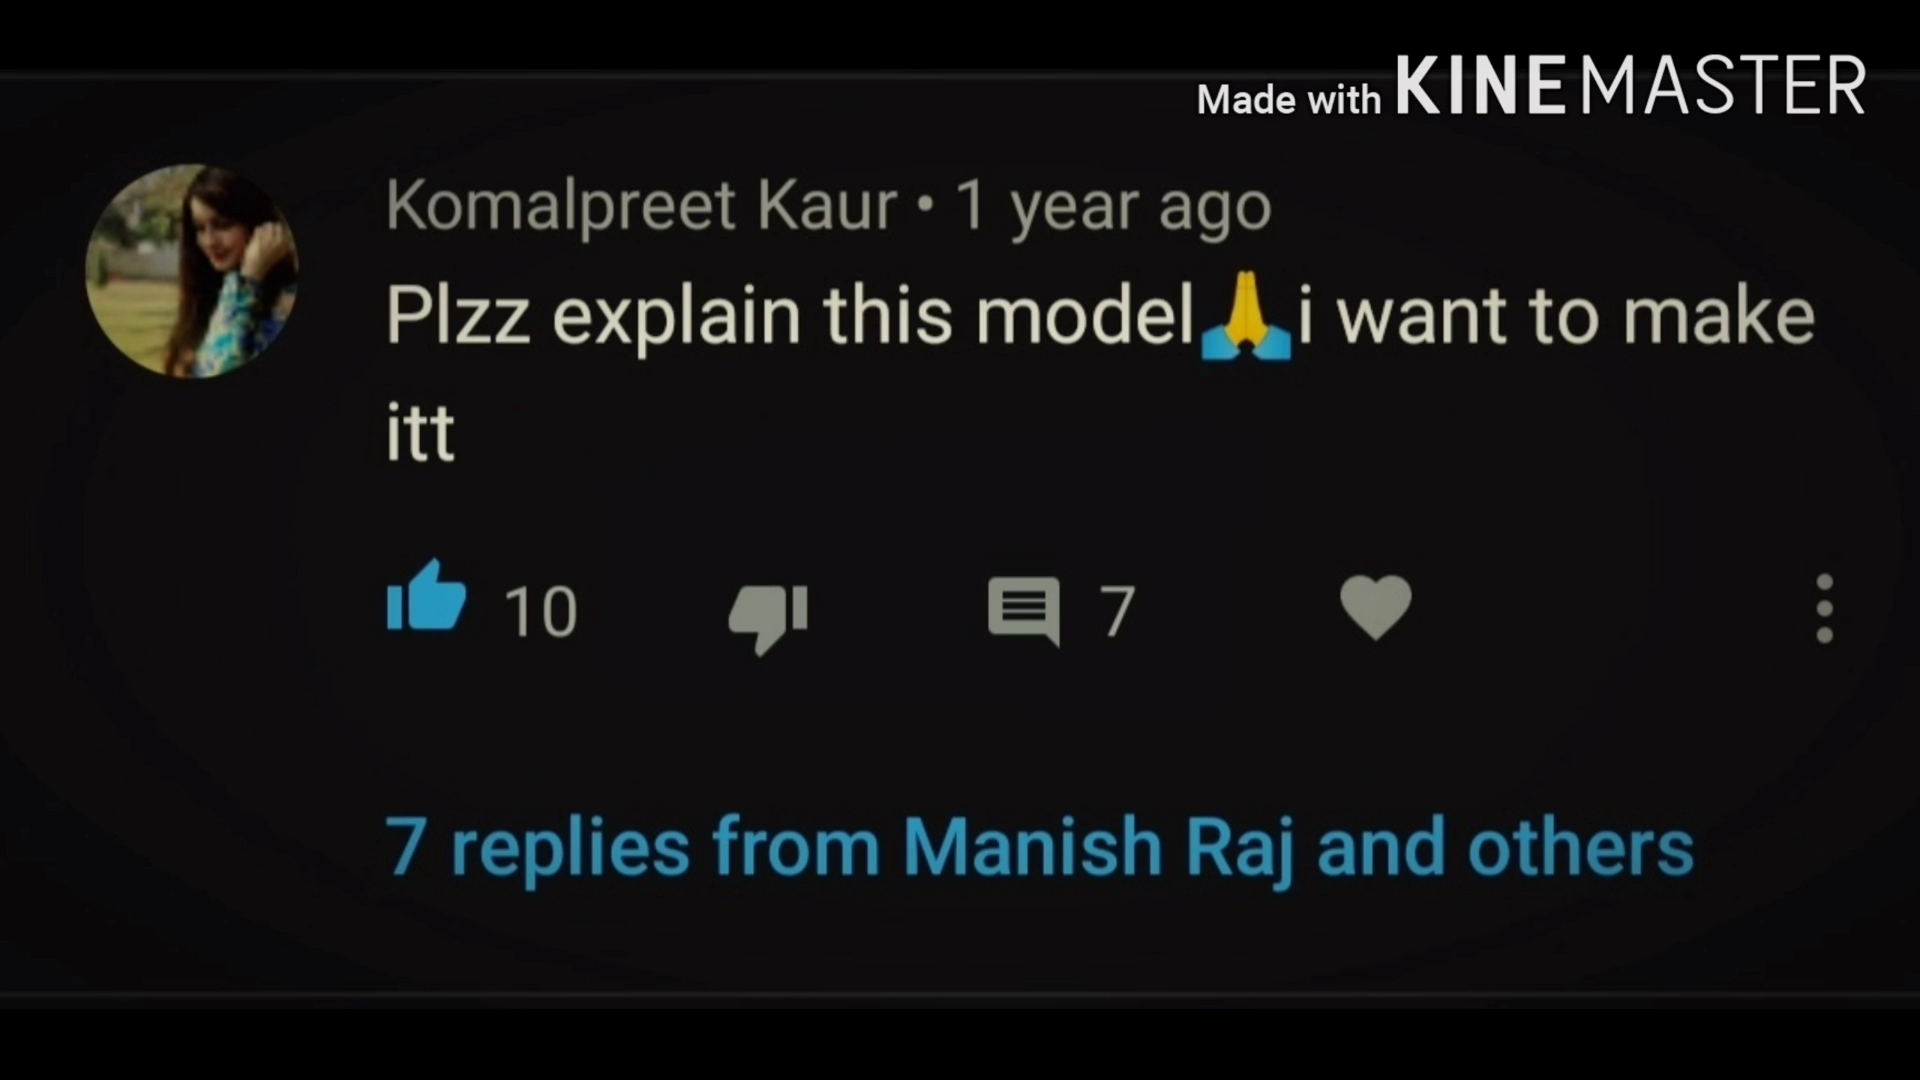 Made with KINEMASTER
Komalpreet Kaur • 1 year ago
Plzz explain this model🙏i want to make
itt
10 7
7 replies from Manish Raj and others